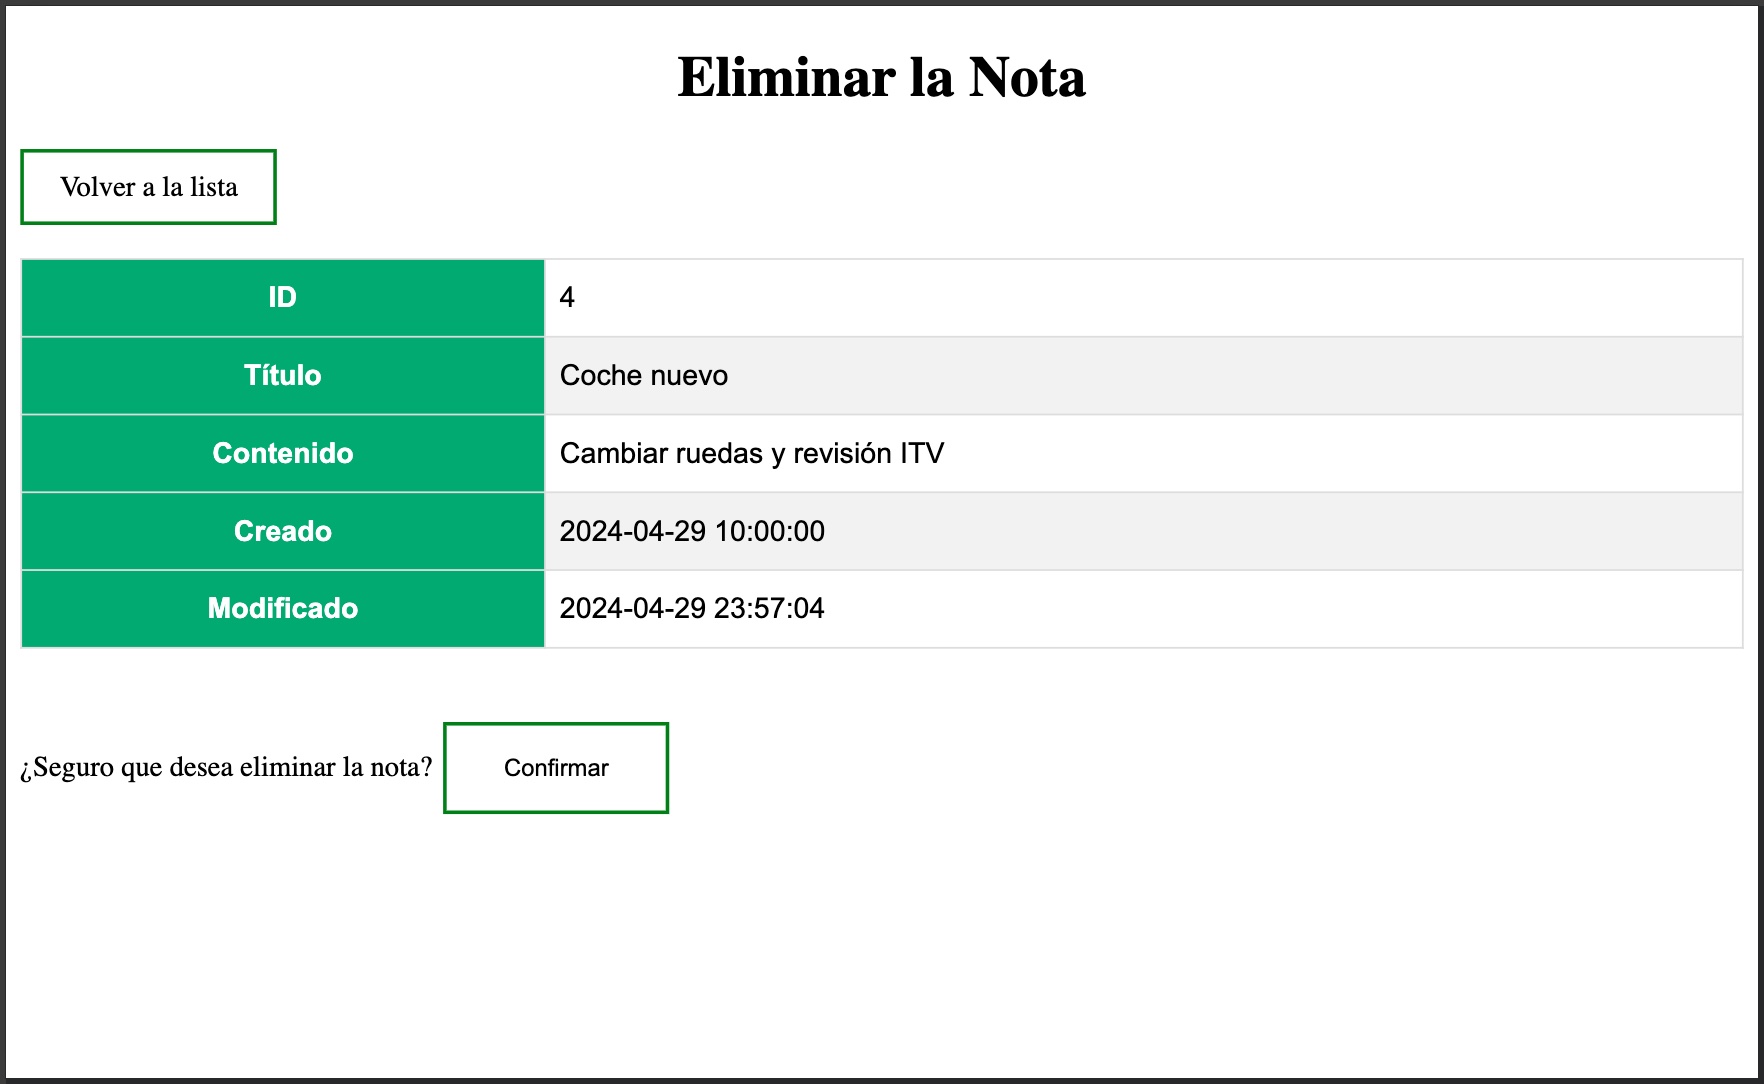 Eliminar la Nota
Volver a la lista
ID 4
Título Coche nuevo
Contenido Cambiar ruedas y revisión ITV
Creado 2024-04-29 10:00:00
Modificado 2024-04-29 23:57:04
¿Seguro que desea eliminar la nota? Confirmar